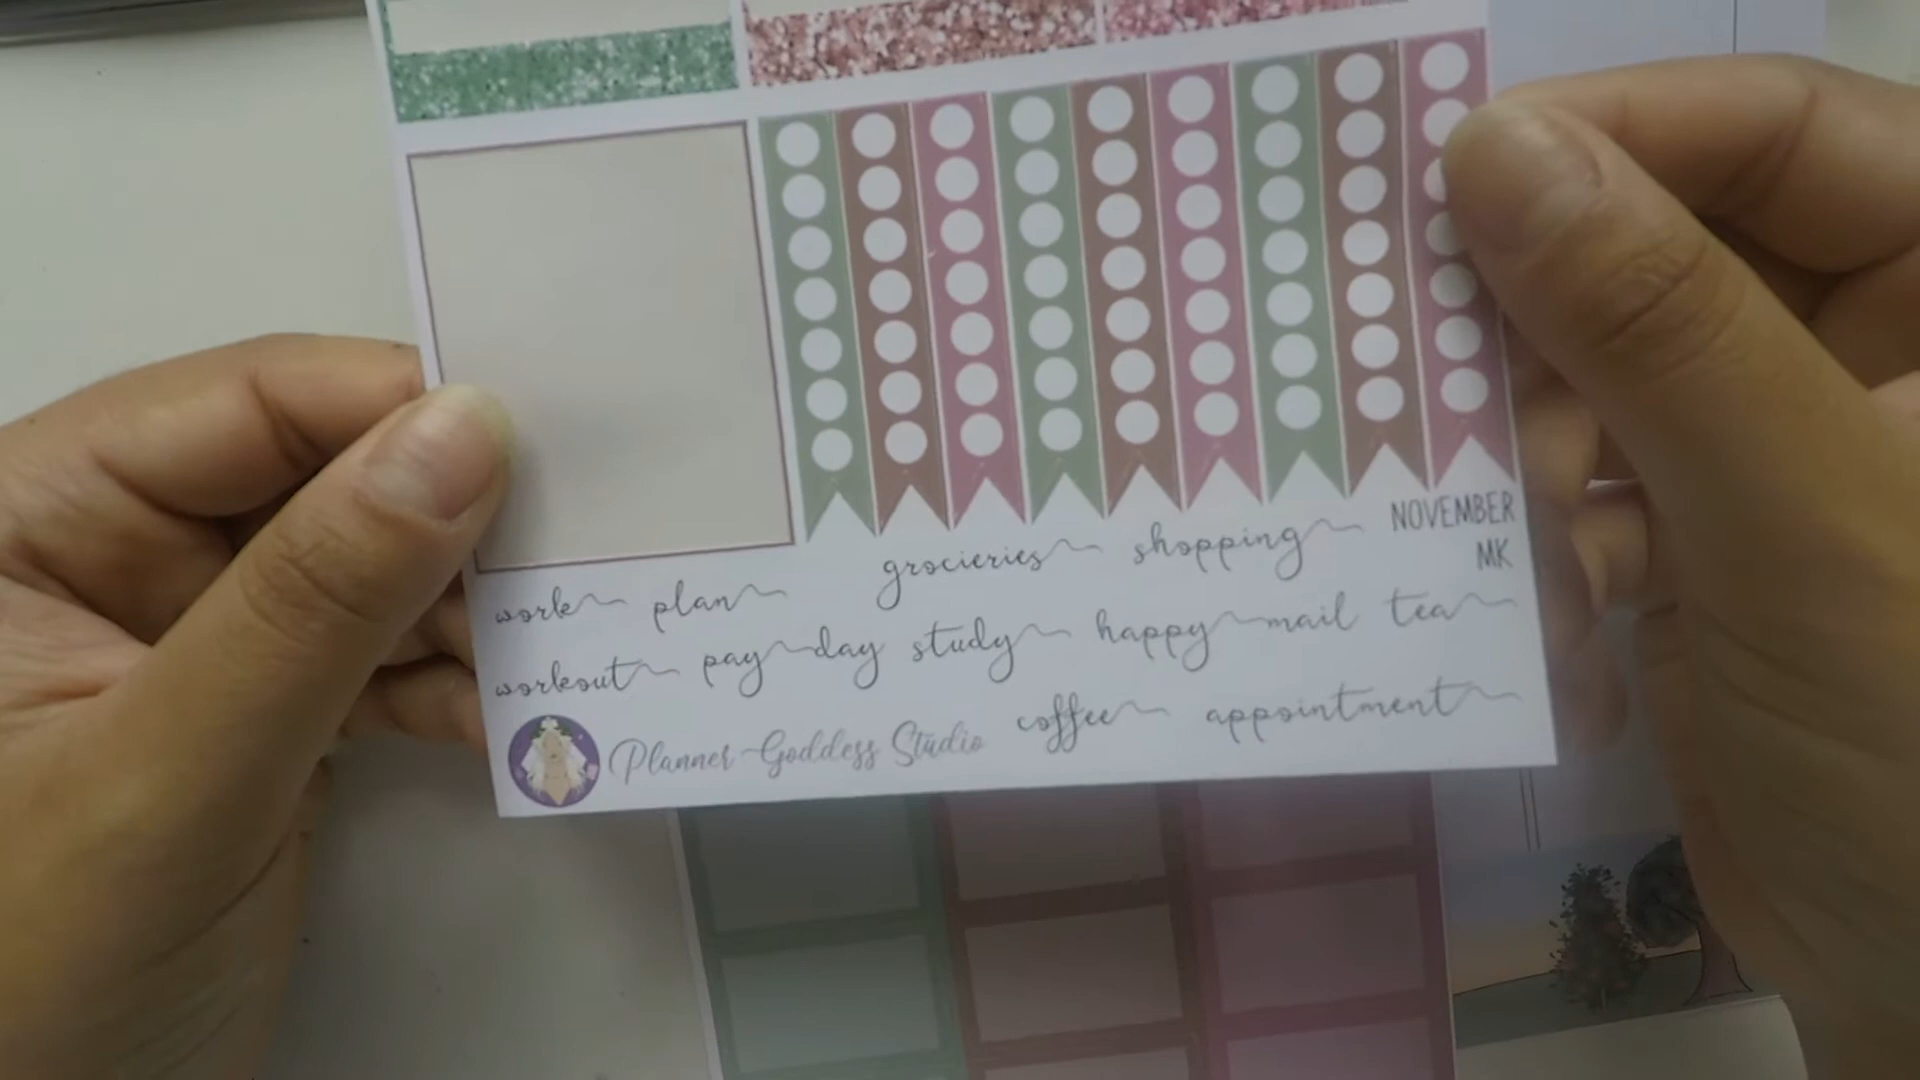 NOVEMBER
MK
work plan grocieries shopping
workout pay day study happy mail tea
coffee appointment
Planner Goddess Studio